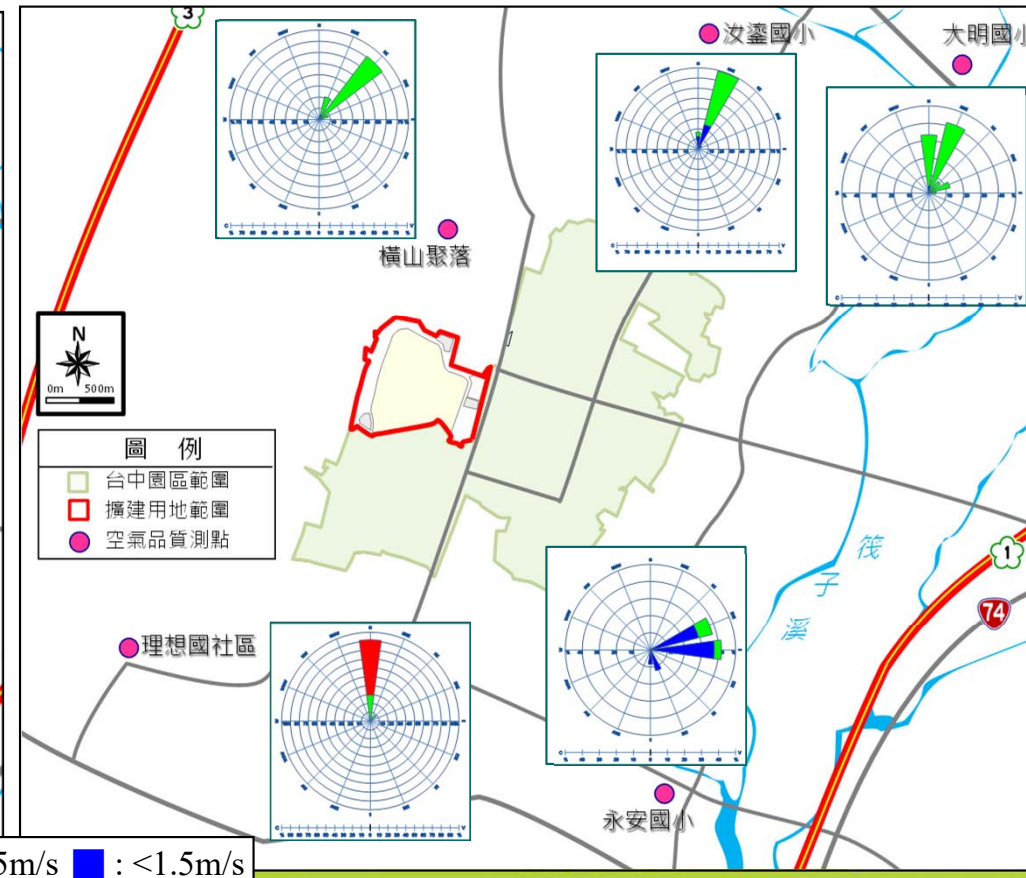 3
汝鎏國小
大明國小
橫山聚落
N
0m 500m
圖 例
台中園區範圍
擴建用地範圍
空氣品質測點
筏
子
溪
1
74
理想國社區
永安國小
5m/s : <1.5m/s